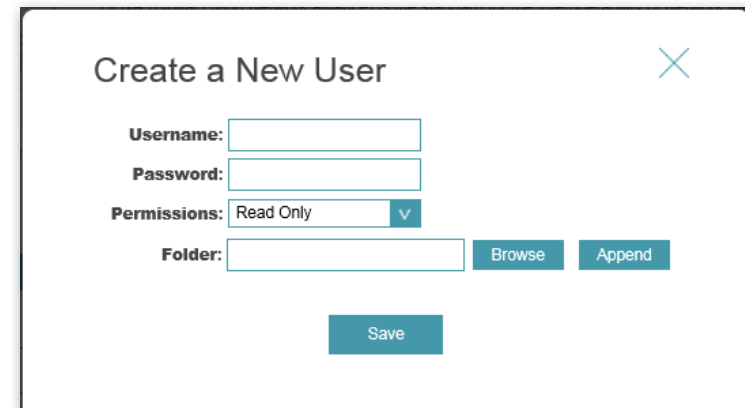 Create a New User
Username:
Password:
Permissions: Read Only
Folder: Browse Append
Save